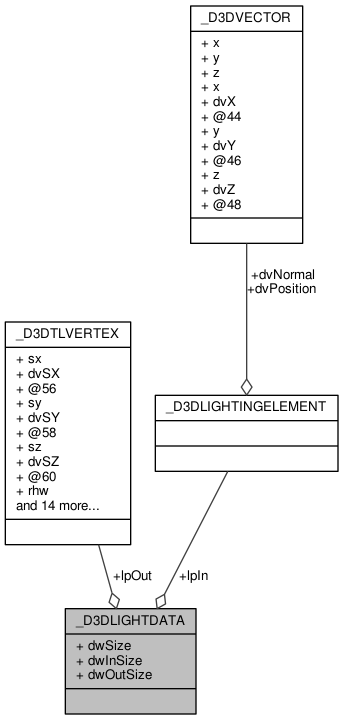 _D3DVECTOR
+ x
+ y
+ z
+ x
+ dvX
+ @44
+ y
+ dvY
+ @46
+ z
+ dvZ
+ @48
+dvNormal
+dvPosition
_D3DTLVERTEX
+ sx
+ dvSX
+ @56
+ sy
+ dvSY
+ @58
+ sz
+ dvSZ
+ @60
+ rhw
and 14 more...
_D3DLIGHTINGELEMENT
+lpOut
+lpIn
_D3DLIGHTDATA
+ dwSize
+ dwInSize
+ dwOutSize